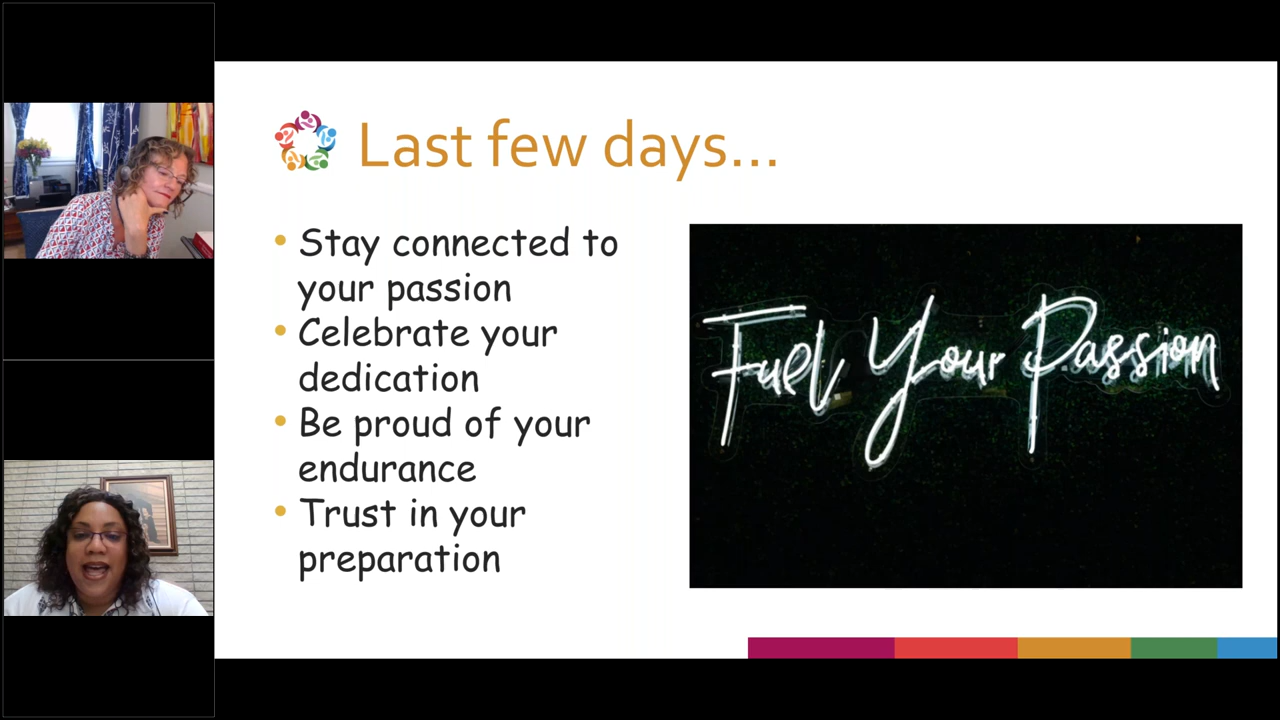 Last few days...
• Stay connected to
your passion
• Celebrate your
dedication
• Be proud of your
endurance
• Trust in your
preparation
Fuel Your Passion